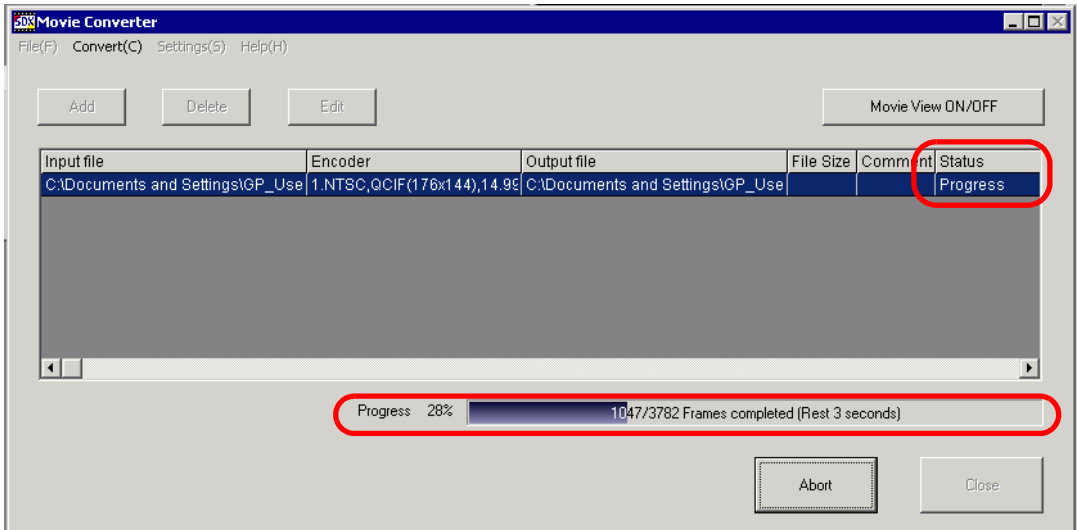 SDX Movie Converter
File(F) Convert(C) Settings(S) Help(H)
Add Delete Edit Movie View ON/OFF
Input file Encoder Output file File Size Comment Status
C:\Documents and Settings\GP_Use 1.NTSC,QCIF(176x144),14.99 C:\Documents and Settings\GP_Use Progress
Progress 28% 1047/3782 Frames completed (Rest 3 seconds)
Abort Close